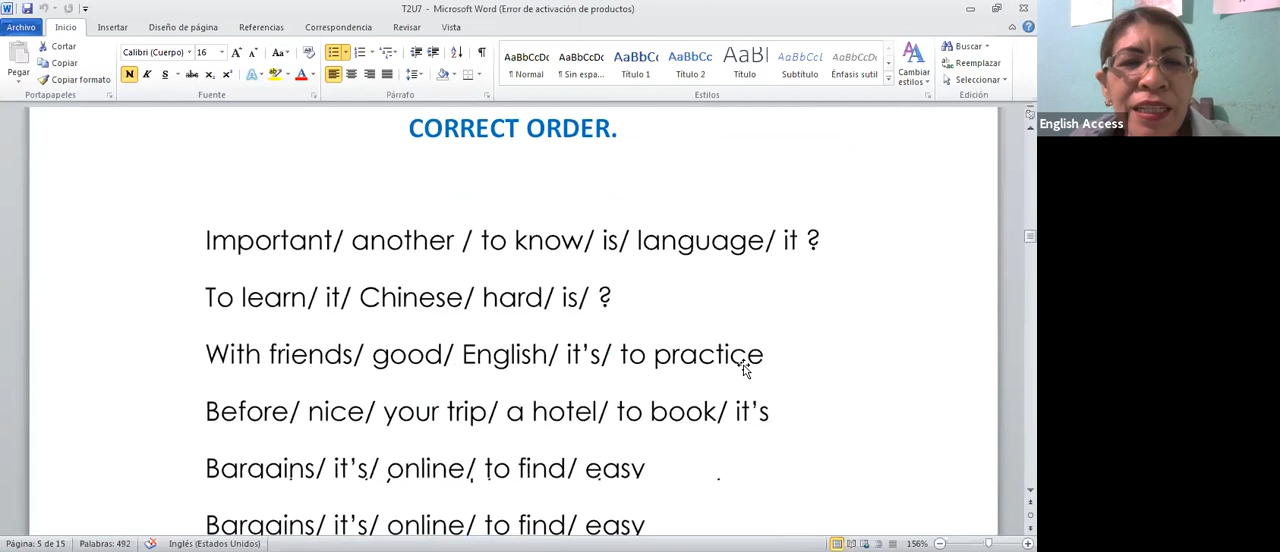 T2U7 - Microsoft Word (Error de activación de productos)
Archivo Inicio Insertar Diseño de página Referencias Correspondencia Revisar Vista
Cortar
Copiar
Copiar formato
Pegar
Portapapeles
Calibri (Cuerpo) 16
N K S abc x₂ x² Aa
Fuente
Párrafo
AaBbCcDc AaBbCcDc AaBbC AaBbCc AaBl AaBbCcl AaBbCcDc
¶ Normal ¶ Sin espa... Título 1 Título 2 Título Subtítulo Énfasis sutil
Cambiar
estilos
Estilos
Buscar
Reemplazar
Seleccionar
Edición
English Access
CORRECT ORDER.
Important/ another / to know/ is/ language/ it ?
To learn/ it/ Chinese/ hard/ is/ ?
With friends/ good/ English/ it's/ to practice
Before/ nice/ your trip/ a hotel/ to book/ it's
Bargains/ it's/ online/ to find/ easy
Bargains/ it's/ online/ to find/ easy
Página: 5 de 15 Palabras: 492 Inglés (Estados Unidos) 156%